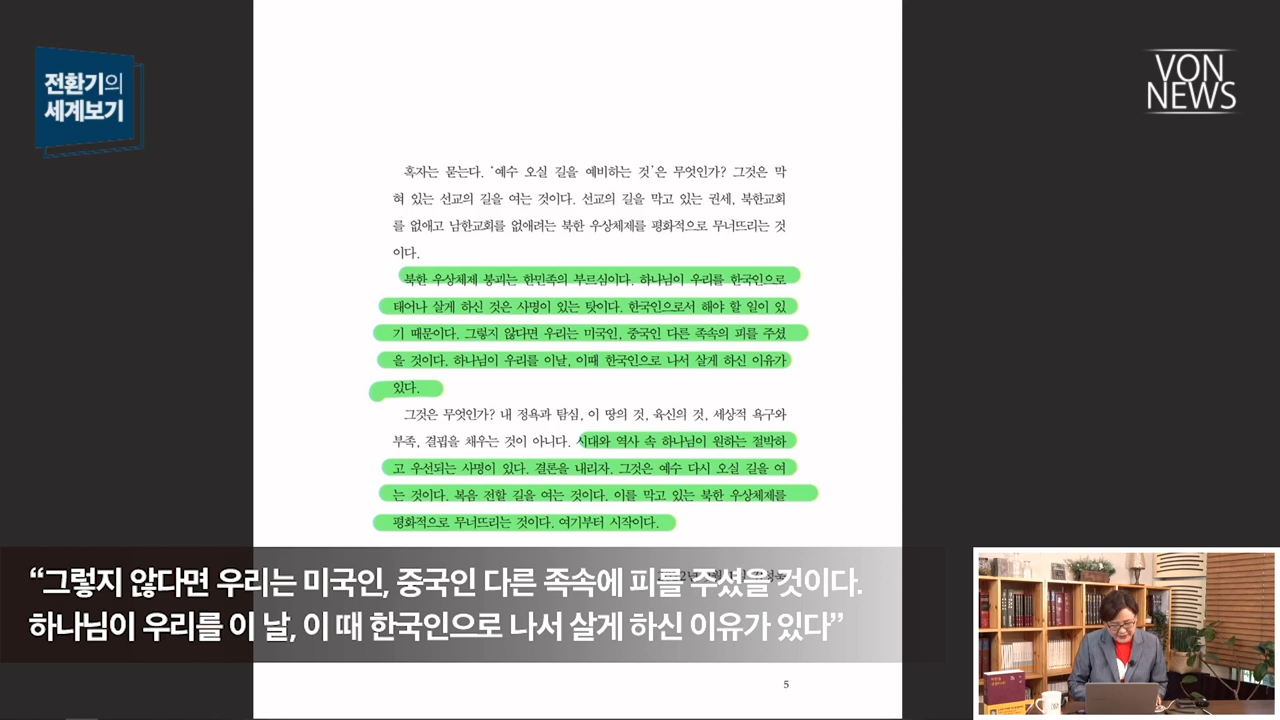 전환기의
세계보기
VON
NEWS
혹자는 묻는다. ‘예수 오실 길을 예비하는 것’은 무엇인가? 그것은 막
혀 있는 선교의 길을 여는 것이다. 선교의 길을 막고 있는 권세, 북한교회
를 없애고 남한교회를 없애려는 북한 우상체제를 평화적으로 무너뜨리는 것
이다.
북한 우상체제 붕괴는 한민족의 부르심이다. 하나님이 우리를 한국인으로
태어나 살게 하신 것은 사명이 있는 탓이다. 한국인으로서 해야 할 일이 있
기 때문이다. 그렇지 않다면 우리는 미국인, 중국인 다른 족속의 피를 주셨
을 것이다. 하나님이 우리를 이날, 이때 한국인으로 나서 살게 하신 이유가
있다.
그것은 무엇인가? 내 정욕과 탐심, 이 땅의 것, 육신의 것, 세상적 욕구와
부족, 결핍을 채우는 것이 아니다. 시대와 역사 속 하나님이 원하는 절박하
고 우선되는 사명이 있다. 결론을 내리자. 그것은 예수 다시 오실 길을 여
는 것이다. 복음 전할 길을 여는 것이다. 이를 막고 있는 북한 우상체제를
평화적으로 무너뜨리는 것이다. 여기부터 시작이다.
“그렇지 않다면 우리는 미국인, 중국인 다른 족속에 피를 주셨을 것이다.
하나님이 우리를 이 날, 이 때 한국인으로 나서 살게 하신 이유가 있다”
5